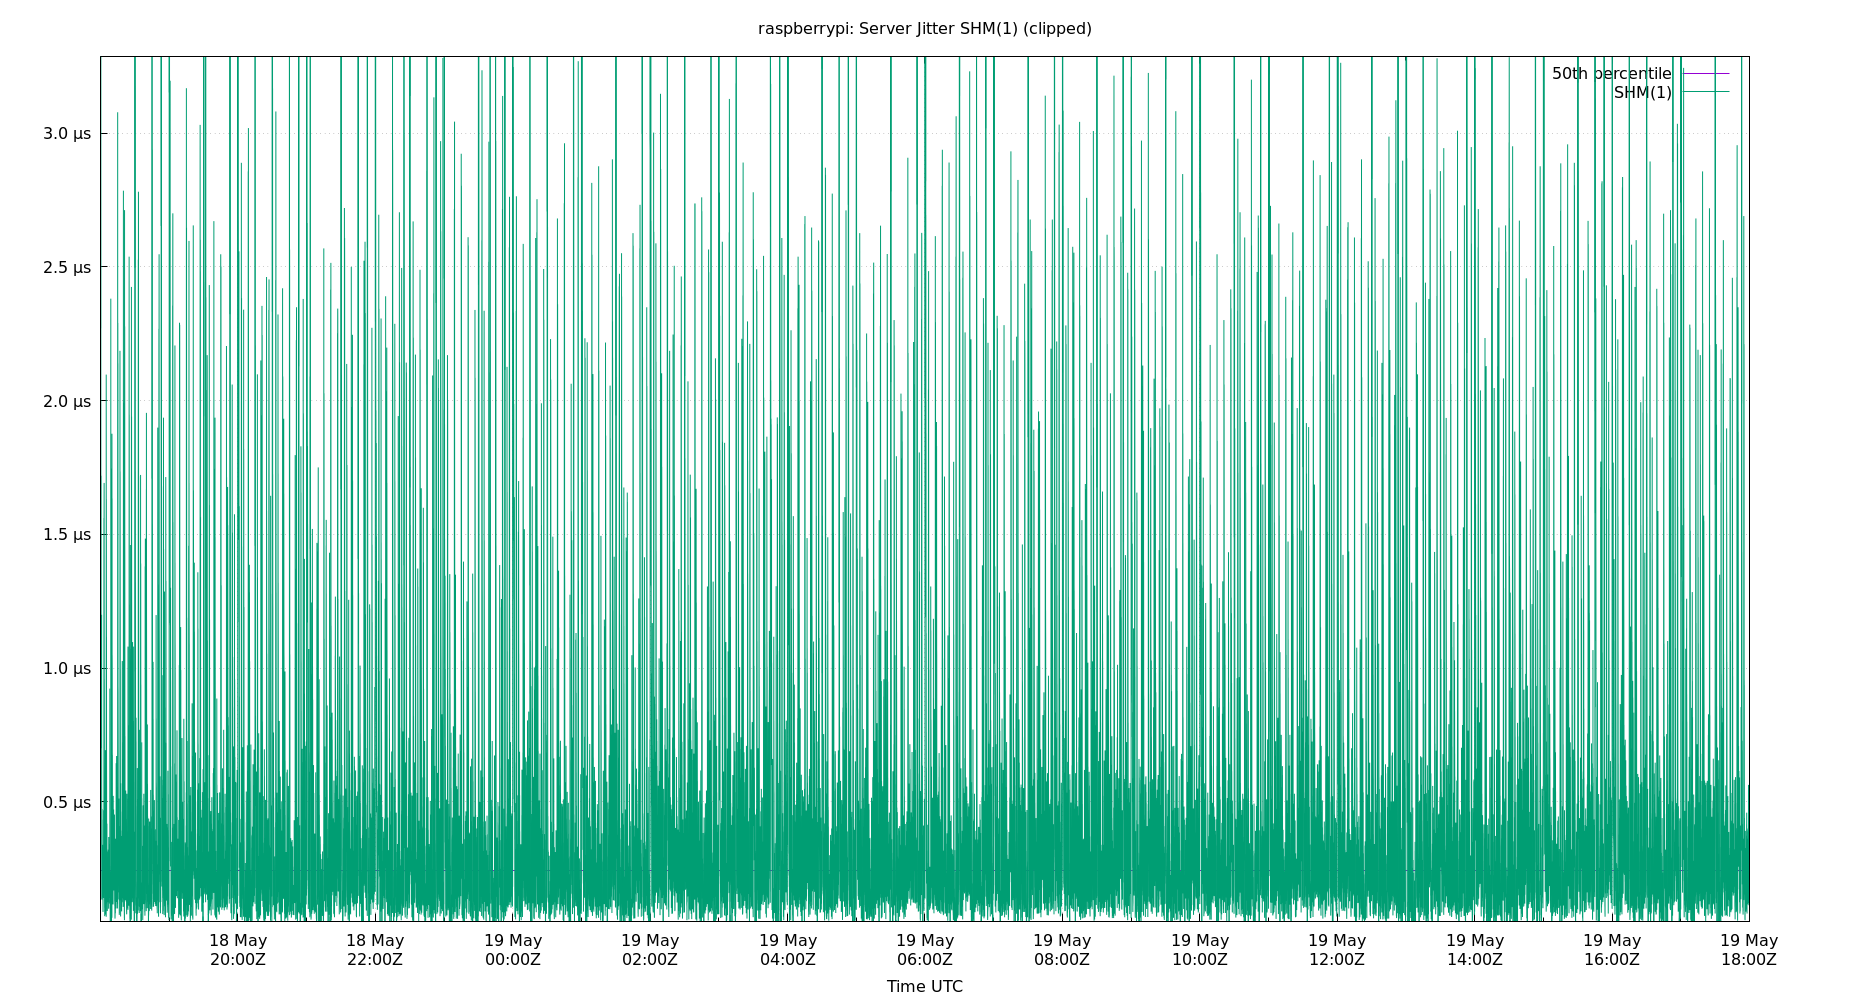 raspberrypi: Server Jitter SHM(1) (clipped)
50th percentile
SHM(1)
3.0 µs
2.5 µs
2.0 µs
1.5 µs
1.0 µs
0.5 µs
18 May 18 May 19 May 19 May 19 May 19 May 19 May 19 May 19 May 19 May 19 May 19 May
20:00Z 22:00Z 00:00Z 02:00Z 04:00Z 06:00Z 08:00Z 10:00Z 12:00Z 14:00Z 16:00Z 18:00Z
Time UTC